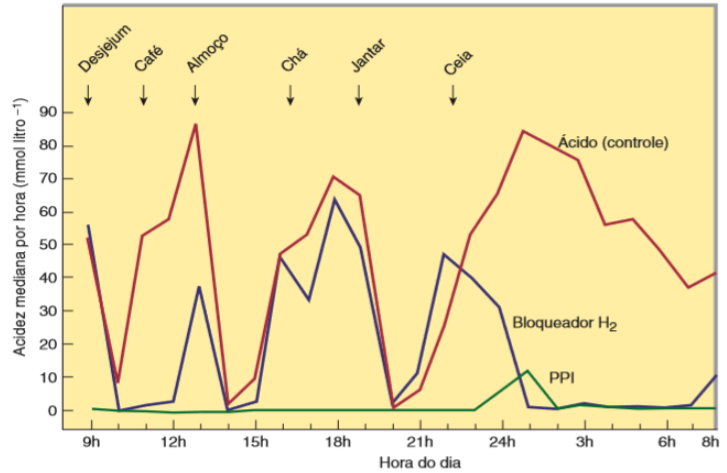 Desjejum
Café
Almoço
Chá
Jantar
Ceia
Acidez mediana por hora (mmol litro⁻¹)
90
80
70
60
50
40
30
20
10
0
Ácido (controle)
Bloqueador H₂
PPI
9h 12h 15h 18h 21h 24h 3h 6h 8h
Hora do dia